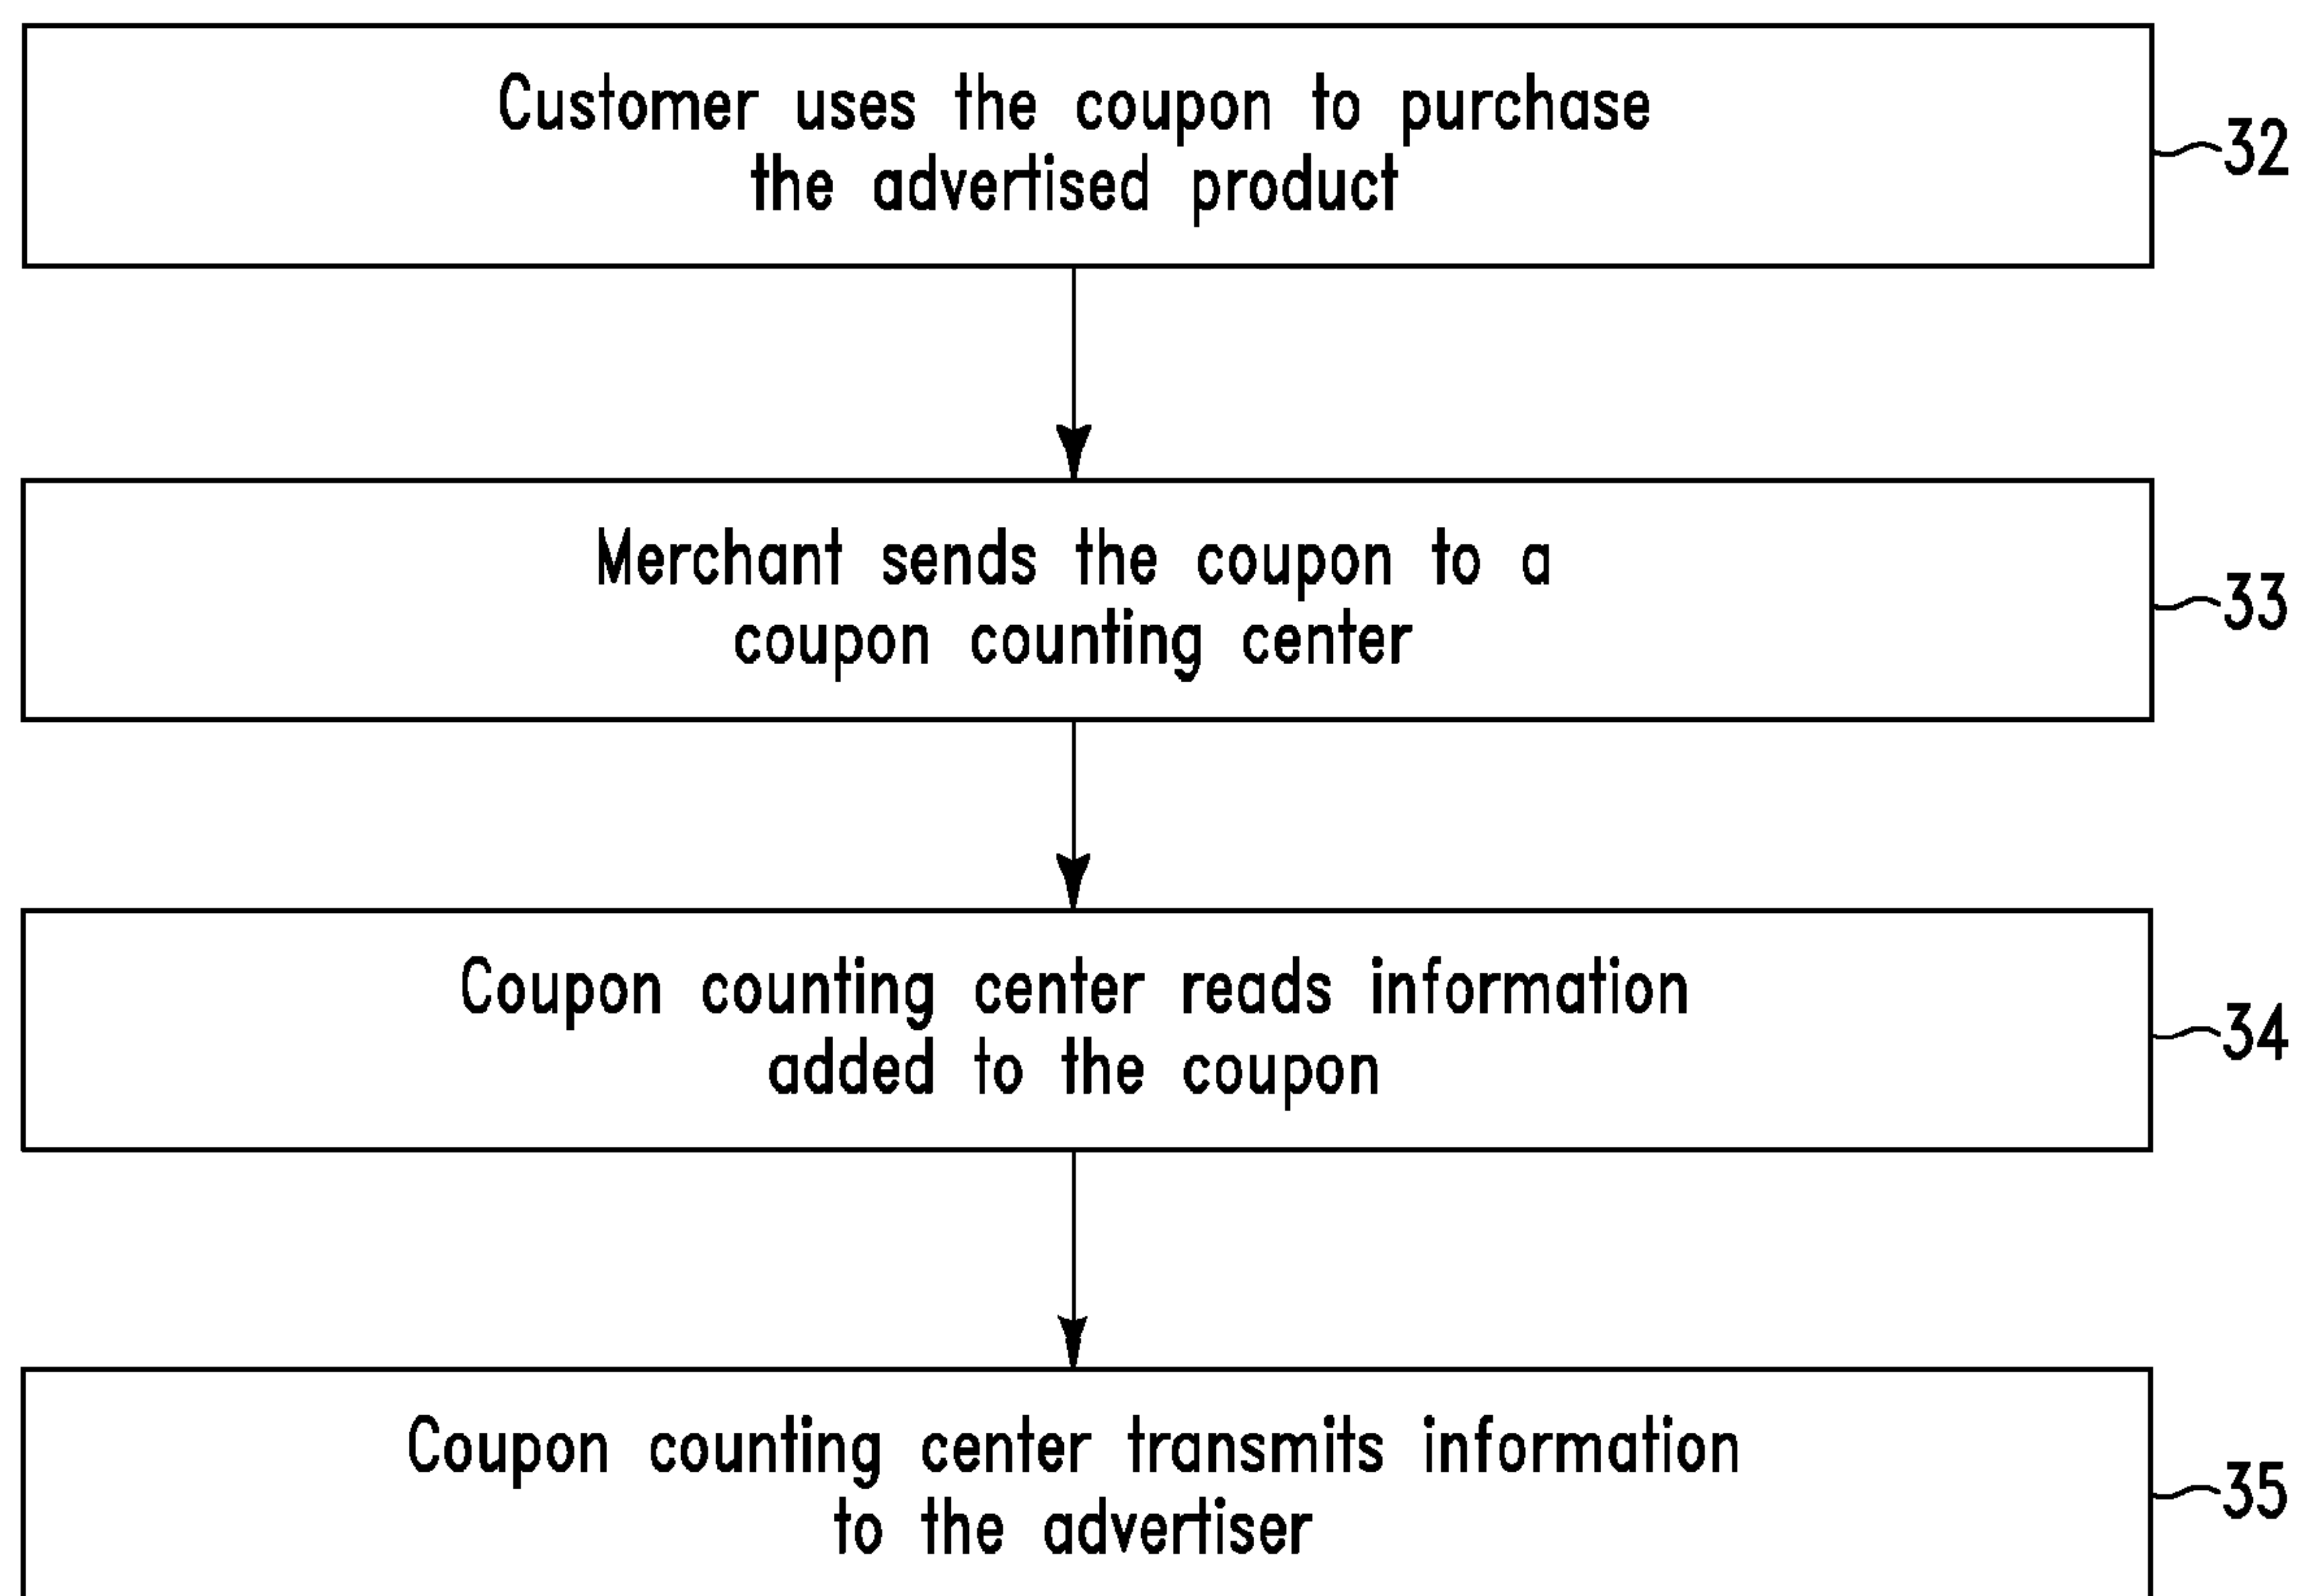 Customer uses the coupon to purchase
the advertised product
32
Merchant sends the coupon to a
coupon counting center
33
Coupon counting center reads information
added to the coupon
34
Coupon counting center transmits information
to the advertiser
35